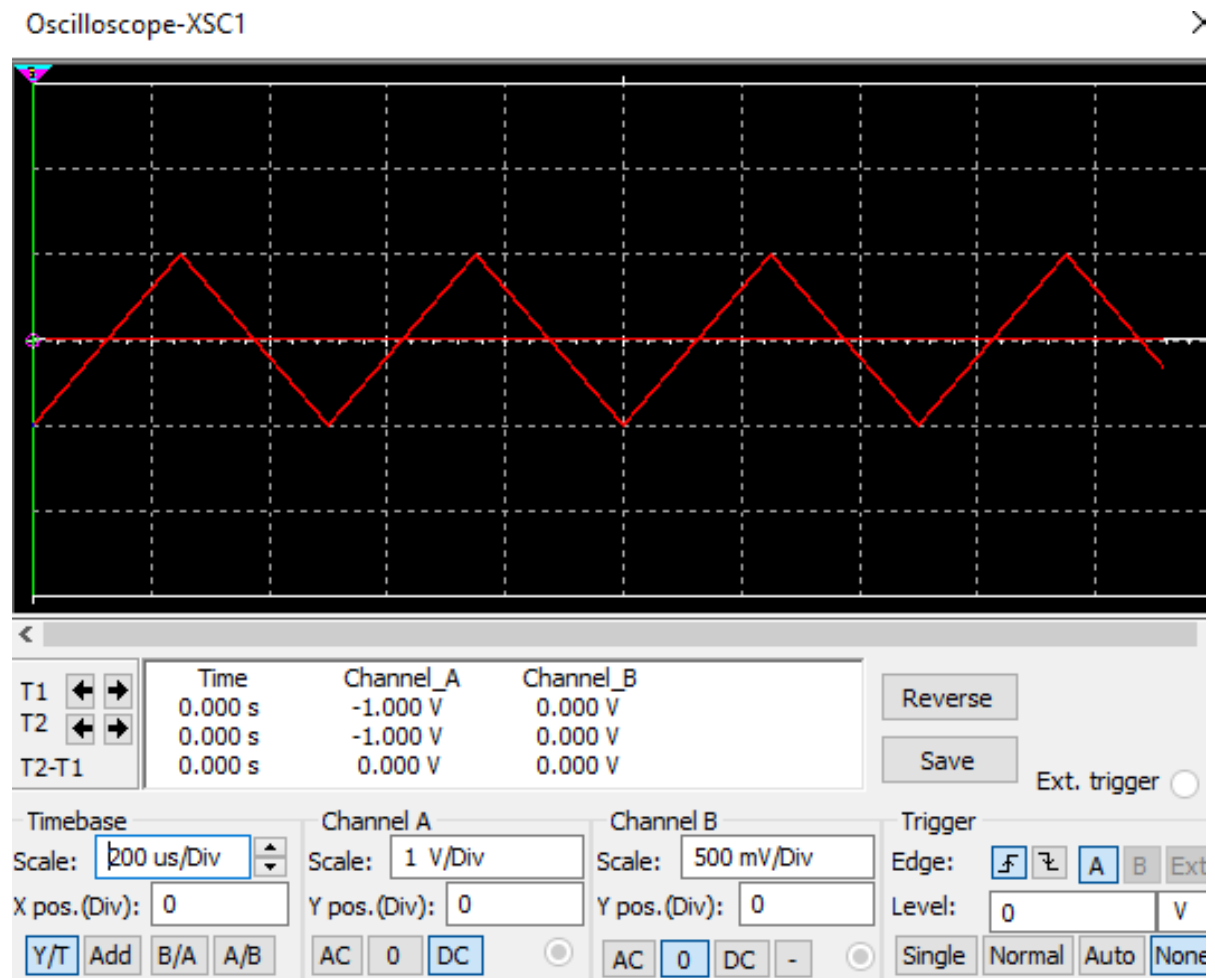 Oscilloscope-XSC1
Time Channel_A Channel_B
T1 0.000 s -1.000 V 0.000 V
T2 0.000 s -1.000 V 0.000 V
T2-T1 0.000 s 0.000 V 0.000 V
Reverse
Save
Ext. trigger
Timebase Channel A Channel B Trigger
Scale: 200 us/Div Scale: 1 V/Div Scale: 500 mV/Div Edge: A B Ext
X pos.(Div): 0 Y pos.(Div): 0 Y pos.(Div): 0 Level: 0 V
Y/T Add B/A A/B AC 0 DC AC 0 DC - Single Normal Auto None